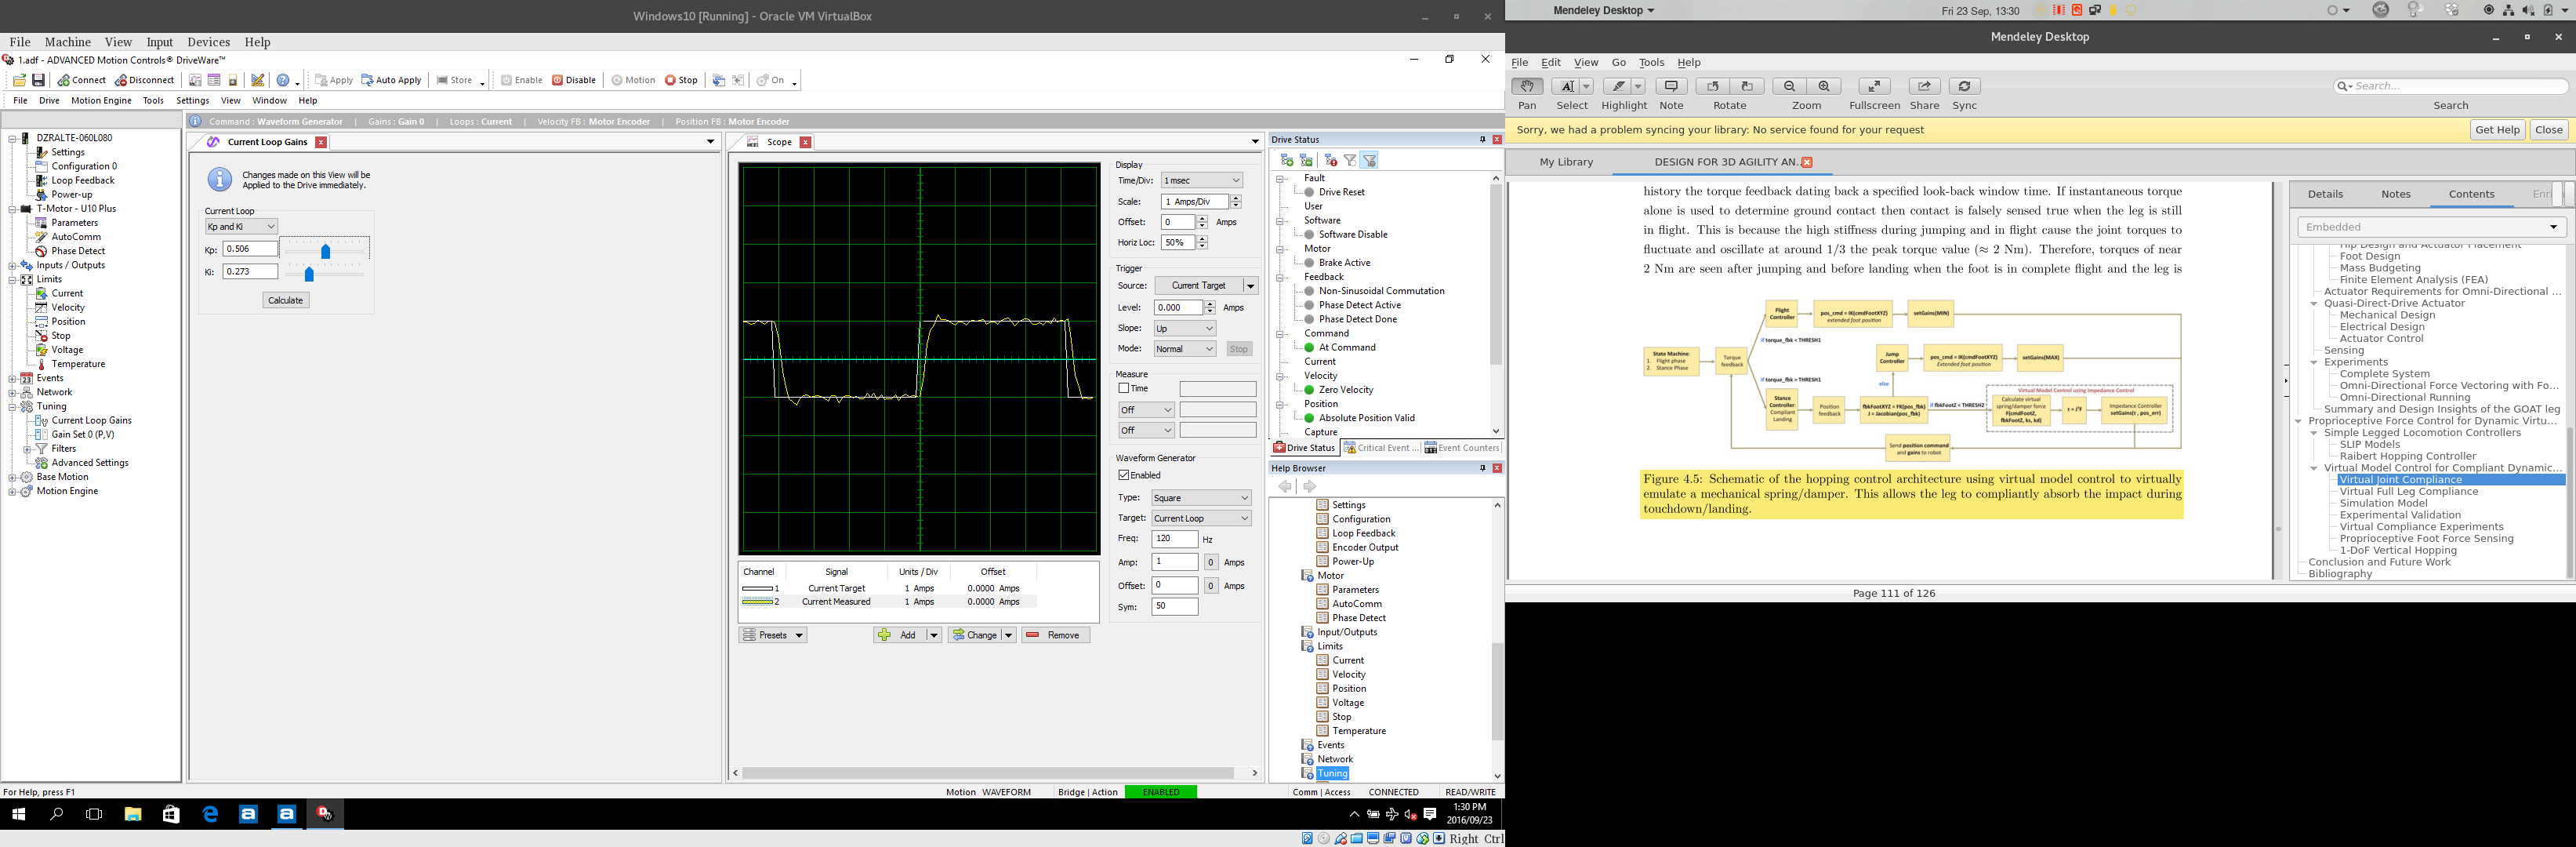 Windows10 [Running] - Oracle VM VirtualBox
File Machine View Input Devices Help
1.adf - ADVANCED Motion Controls® DriveWare™
Connect Disconnect Apply Auto Apply Store Enable Disable Motion Stop On
File Drive Motion Engine Tools Settings View Window Help
Command : Waveform Generator | Gains : Gain 0 | Loops : Current | Velocity FB : Motor Encoder | Position FB : Motor Encoder
DZRALTE-060L080
Settings
Configuration 0
Loop Feedback
Power-up
T-Motor - U10 Plus
Parameters
AutoComm
Phase Detect
Inputs / Outputs
Limits
Current
Velocity
Position
Stop
Voltage
Temperature
Events
Network
Tuning
Current Loop Gains
Gain Set 0 (P,V)
Filters
Advanced Settings
Base Motion
Motion Engine
Current Loop Gains
Changes made on this View will be
Applied to the Drive immediately.
Current Loop
Kp and Ki
Kp: 0.506
Ki: 0.273
Calculate
Scope
Channel Signal Units / Div Offset
1 Current Target 1 Amps 0.0000 Amps
2 Current Measured 1 Amps 0.0000 Amps
Presets Add Change Remove
Display
Time/Div: 1 msec
Scale: 1 Amps/Div
Offset: 0 Amps
Horiz Loc: 50%
Trigger
Source: Current Target
Level: 0.000 Amps
Slope: Up
Mode: Normal Stop
Measure
Time
Off
Off
Waveform Generator
Enabled
Type: Square
Target: Current Loop
Freq: 120 Hz
Amp: 1 0 Amps
Offset: 0 0 Amps
Sym: 50
Drive Status
Fault
Drive Reset
User
Software
Software Disable
Motor
Brake Active
Feedback
Non-Sinusoidal Commutation
Phase Detect Active
Phase Detect Done
Command
At Command
Current
Velocity
Zero Velocity
Position
Absolute Position Valid
Capture
Drive Status Critical Event ... Event Counters
Help Browser
Settings
Configuration
Loop Feedback
Encoder Output
Power-Up
Motor
Parameters
AutoComm
Phase Detect
Input/Outputs
Limits
Current
Velocity
Position
Voltage
Stop
Temperature
Events
Network
Tuning
For Help, press F1
Motion WAVEFORM Bridge | Action ENABLED Comm | Access CONNECTED READ/WRITE
1:30 PM
2016/09/23
Right Ctrl
Mendeley Desktop Fri 23 Sep, 13:30
Mendeley Desktop
File Edit View Go Tools Help
Search...
Pan Select Highlight Note Rotate Zoom Fullscreen Share Sync Search
Sorry, we had a problem syncing your library: No service found for your request
Get Help Close
My Library DESIGN FOR 3D AGILITY AN...
history the torque feedback dating back a specified look-back window time. If instantaneous torque
alone is used to determine ground contact then contact is falsely sensed true when the leg is still
in flight. This is because the high stiffness during jumping and in flight cause the joint torques to
fluctuate and oscillate at around 1/3 the peak torque value (≈ 2 Nm). Therefore, torques of near
2 Nm are seen after jumping and before landing when the foot is in complete flight and the leg is
State Machine:
1. Flight phase
2. Stance Phase
Torque
feedback
if torque_fbk < THRESH1
Flight
Controller
pos_cmd = IK(cmdFootXYZ)
extended foot position
setGains(MIN)
if torque_fbk > THRESH1
Stance
Controller:
Compliant
Landing
Position
feedback
fbkFootXYZ = FK(pos_fbk)
J = Jacobian(pos_fbk)
else
Jump
Controller
pos_cmd = IK(cmdFootXYZ)
Extended foot position
setGains(MAX)
if fbkFootZ < THRESH2
Virtual Model Control using Impedance Control
Calculate virtual
spring/damper force
F(cmdFootZ,
fbkFootZ, ks, kd)
Impedance Controller
setGains(τ , pos_err)
Send position command
and gains to robot
Figure 4.5: Schematic of the hopping control architecture using virtual model control to virtually
emulate a mechanical spring/damper. This allows the leg to compliantly absorb the impact during
touchdown/landing.
Page 111 of 126
Details Notes Contents
Embedded
Hip Design and Actuator Placement
Foot Design
Mass Budgeting
Finite Element Analysis (FEA)
Actuator Requirements for Omni-Directional ...
Quasi-Direct-Drive Actuator
Mechanical Design
Electrical Design
Actuator Control
Sensing
Experiments
Complete System
Omni-Directional Force Vectoring with Fo...
Omni-Directional Running
Summary and Design Insights of the GOAT leg
Proprioceptive Force Control for Dynamic Virtu...
Simple Legged Locomotion Controllers
SLIP Models
Raibert Hopping Controller
Virtual Model Control for Compliant Dynamic...
Virtual Joint Compliance
Virtual Full Leg Compliance
Simulation Model
Experimental Validation
Virtual Compliance Experiments
Proprioceptive Foot Force Sensing
1-DoF Vertical Hopping
Conclusion and Future Work
Bibliography